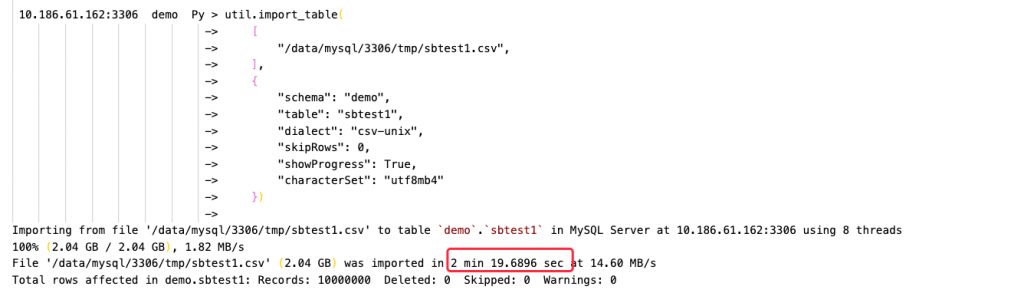 10.186.61.162:3306  demo  Py > util.import_table(
->     [
->         "/data/mysql/3306/tmp/sbtest1.csv",
->     ],
->     {
->         "schema": "demo",
->         "table": "sbtest1",
->         "dialect": "csv-unix",
->         "skipRows": 0,
->         "showProgress": True,
->         "characterSet": "utf8mb4"
->     })
->
Importing from file '/data/mysql/3306/tmp/sbtest1.csv' to table `demo`.`sbtest1` in MySQL Server at 10.186.61.162:3306 using 8 threads
100% (2.04 GB / 2.04 GB), 1.82 MB/s
File '/data/mysql/3306/tmp/sbtest1.csv' (2.04 GB) was imported in 2 min 19.6896 sec at 14.60 MB/s
Total rows affected in demo.sbtest1: Records: 10000000  Deleted: 0  Skipped: 0  Warnings: 0